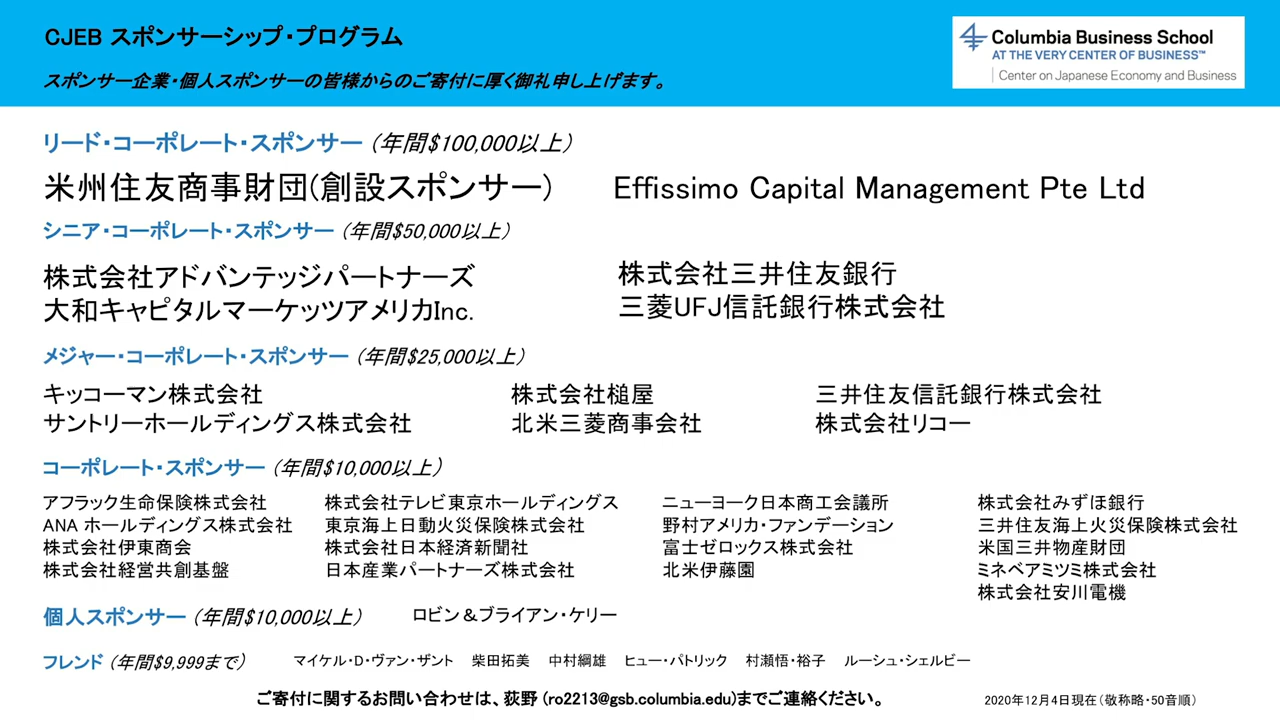 CJEB スポンサーシップ・プログラム
スポンサー企業・個人スポンサーの皆様からのご寄付に厚く御礼申し上げます。
Columbia Business School
AT THE VERY CENTER OF BUSINESS™
Center on Japanese Economy and Business
リード・コーポレート・スポンサー (年間$100,000以上)
米州住友商事財団(創設スポンサー) Effissimo Capital Management Pte Ltd
シニア・コーポレート・スポンサー (年間$50,000以上)
株式会社アドバンテッジパートナーズ 株式会社三井住友銀行
大和キャピタルマーケッツアメリカInc. 三菱UFJ信託銀行株式会社
メジャー・コーポレート・スポンサー (年間$25,000以上)
キッコーマン株式会社 株式会社槌屋 三井住友信託銀行株式会社
サントリーホールディングス株式会社 北米三菱商事会社 株式会社リコー
コーポレート・スポンサー (年間$10,000以上)
アフラック生命保険株式会社 株式会社テレビ東京ホールディングス ニューヨーク日本商工会議所 株式会社みずほ銀行
ANA ホールディングス株式会社 東京海上日動火災保険株式会社 野村アメリカ・ファンデーション 三井住友海上火災保険株式会社
株式会社伊東商会 株式会社日本経済新聞社 富士ゼロックス株式会社 米国三井物産財団
株式会社経営共創基盤 日本産業パートナーズ株式会社 北米伊藤園 ミネベアミツミ株式会社
株式会社安川電機
個人スポンサー (年間$10,000以上) ロビン＆ブライアン・ケリー
フレンド (年間$9,999まで) マイケル・D・ヴァン・ザント 柴田拓美 中村綱雄 ヒュー・パトリック 村瀬悟・裕子 ルーシュ・シェルビー
ご寄付に関するお問い合わせは、荻野 (ro2213@gsb.columbia.edu)までご連絡ください。 2020年12月4日現在（敬称略・50音順）